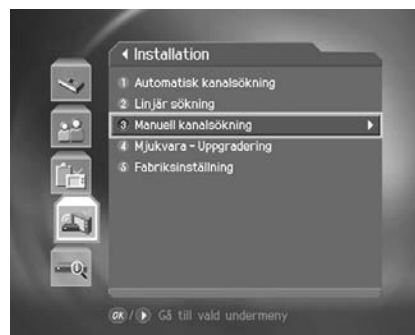 Installation
1 Automatisk kanalsökning
2 Linjär sökning
3 Manuell kanalsökning
4 Mjukvara - Uppgradering
5 Fabriksinställning
OK / Gå till vald undermeny